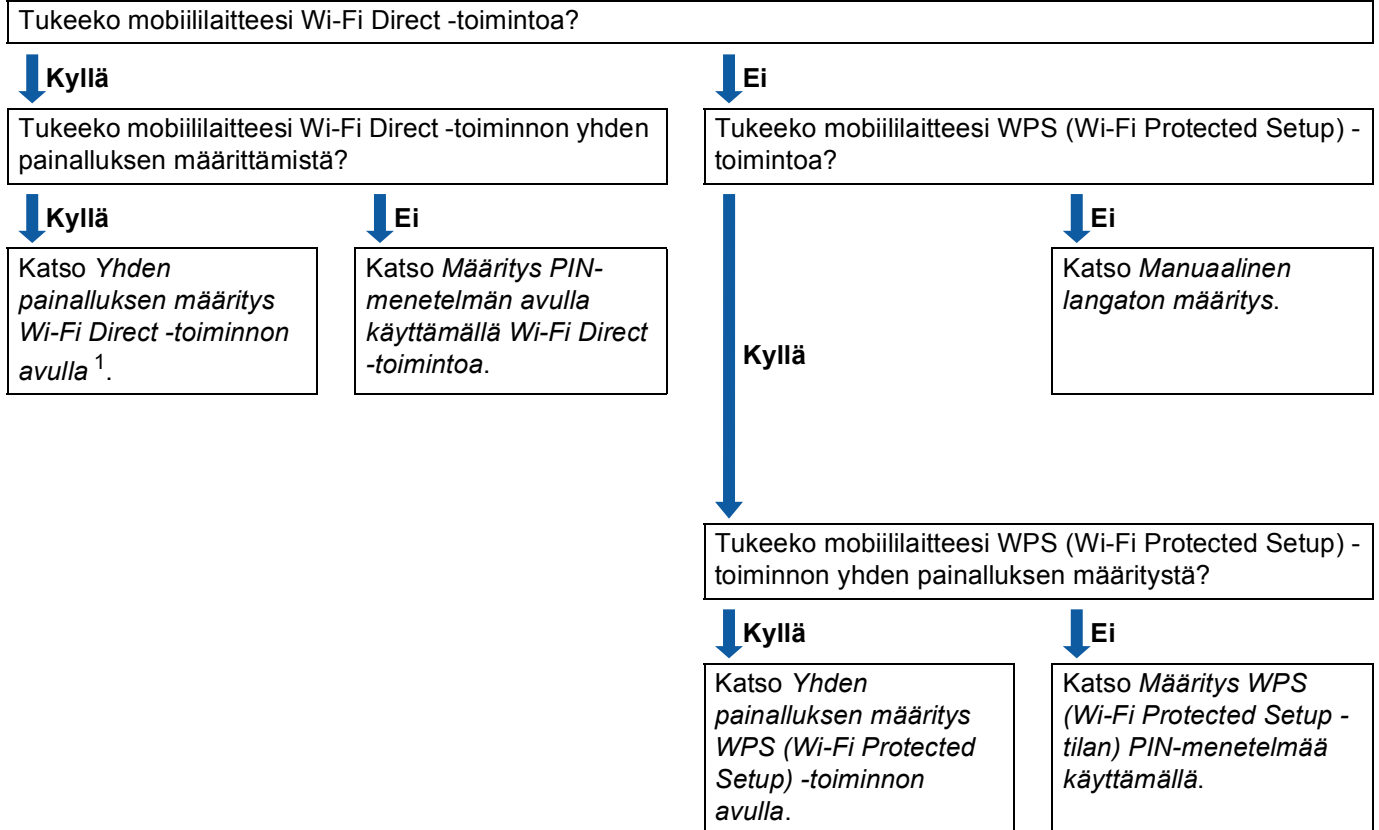 Tukeeko mobiililaitteesi Wi-Fi Direct -toimintoa?
Kyllä
Ei
Tukeeko mobiililaitteesi Wi-Fi Direct -toiminnon yhden
painalluksen määrittämistä?
Tukeeko mobiililaitteesi WPS (Wi-Fi Protected Setup) -
toimintoa?
Kyllä
Ei
Ei
Katso Yhden
painalluksen määritys
Wi-Fi Direct -toiminnon
avulla 1.
Katso Määritys PIN-
menetelmän avulla
käyttämällä Wi-Fi Direct
-toimintoa.
Katso Manuaalinen
langaton määritys.
Kyllä
Tukeeko mobiililaitteesi WPS (Wi-Fi Protected Setup) -
toiminnon yhden painalluksen määritystä?
Kyllä
Ei
Katso Yhden
painalluksen määritys
WPS (Wi-Fi Protected
Setup) -toiminnon
avulla.
Katso Määritys WPS
(Wi-Fi Protected Setup -
tilan) PIN-menetelmää
käyttämällä.